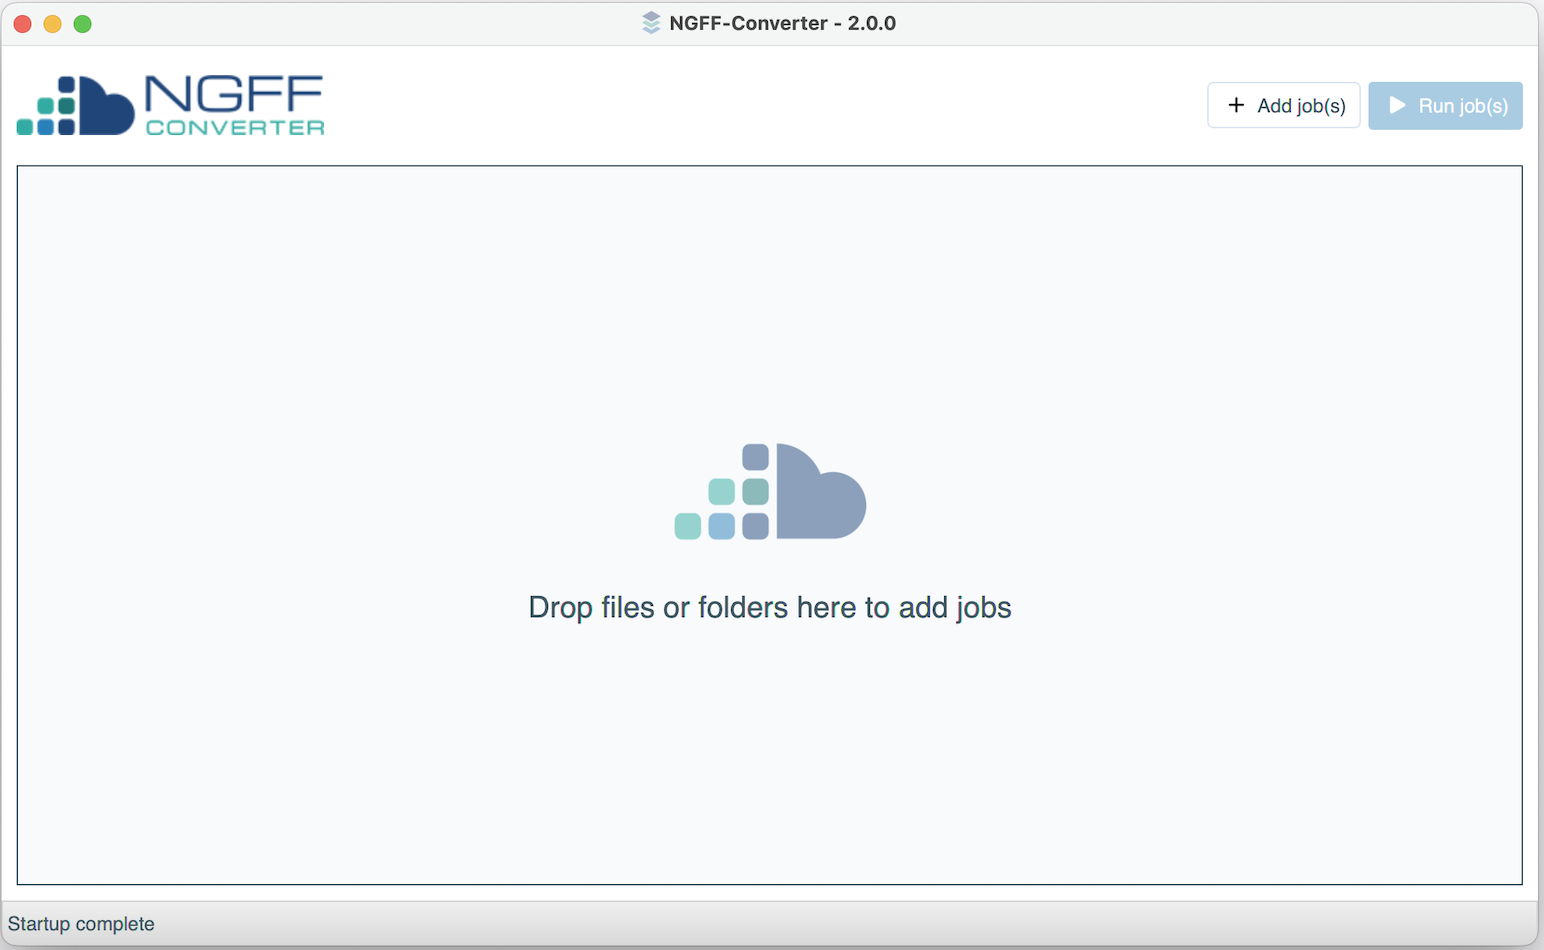 NGFF-Converter - 2.0.0
NGFF
CONVERTER
Add job(s)
Run job(s)
Drop files or folders here to add jobs
Startup complete